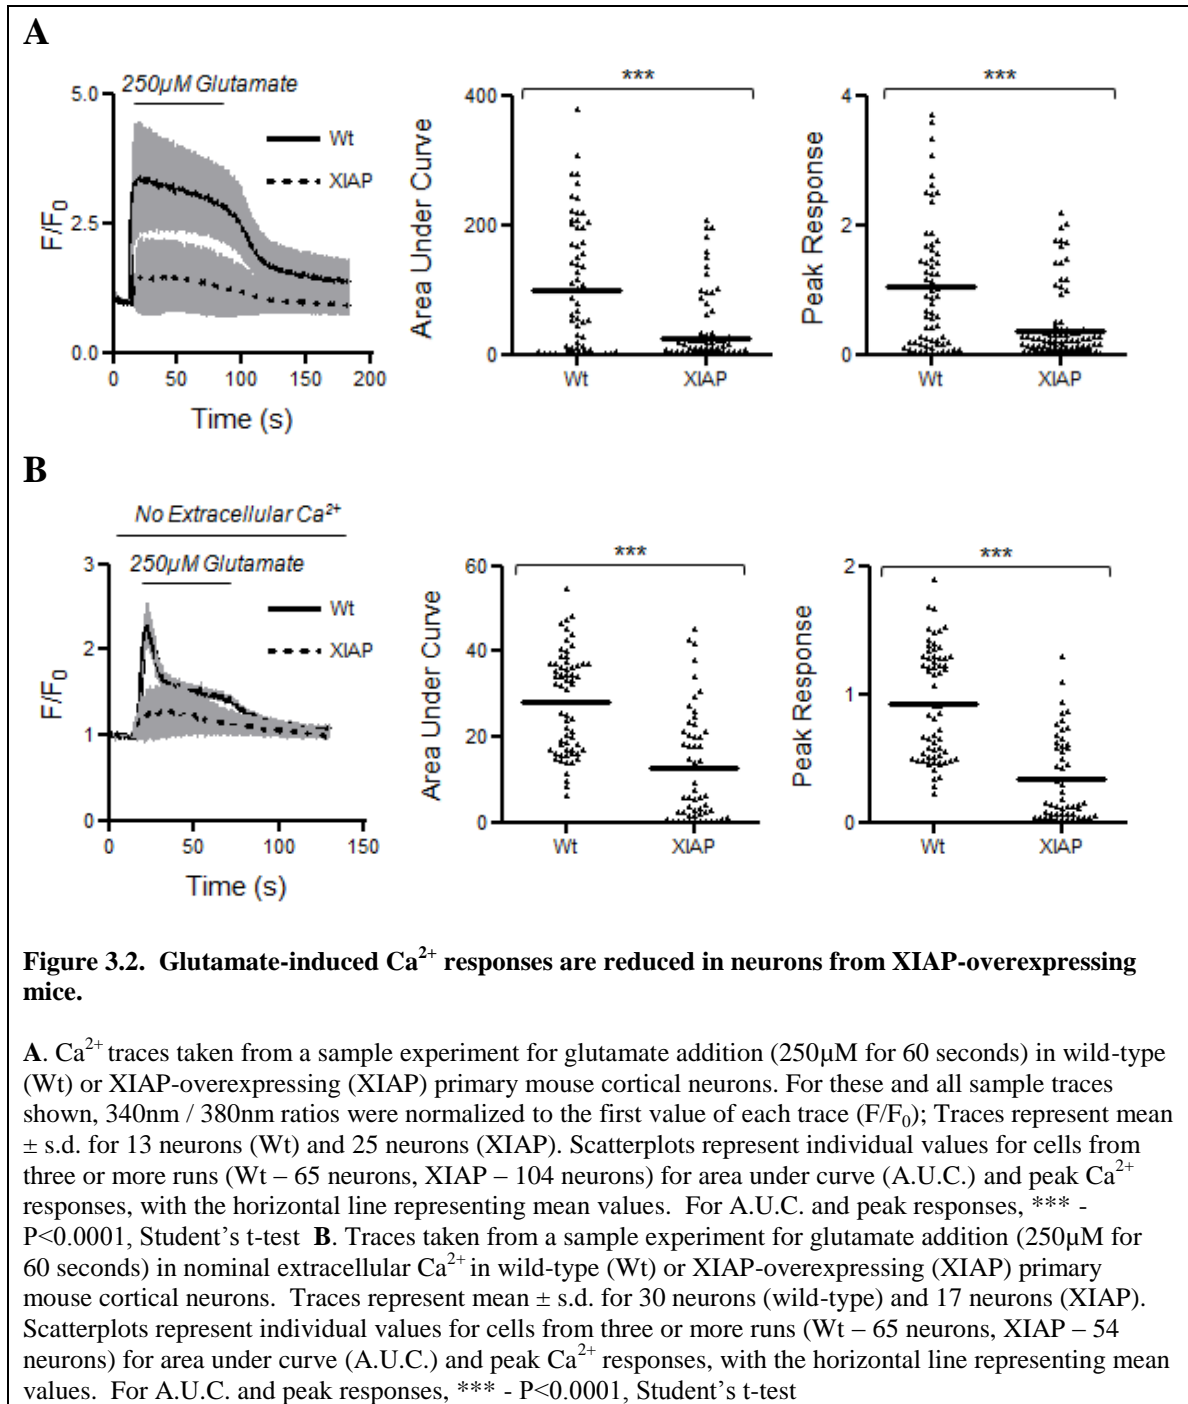 A
250µM Glutamate
Wt
XIAP
F/F0
5.0
2.5
0.0
0
50
100
150
200
Time (s)
***
Area Under Curve
400
200
0
Wt
XIAP
***
Peak Response
4
2
0
Wt
XIAP
B
No Extracellular Ca²⁺
250µM Glutamate
Wt
XIAP
F/F0
3
2
1
0
0
50
100
150
Time (s)
***
Area Under Curve
60
40
20
0
Wt
XIAP
***
Peak Response
2
1
0
Wt
XIAP
Figure 3.2. Glutamate-induced Ca²⁺ responses are reduced in neurons from XIAP-overexpressing
mice.
A. Ca²⁺ traces taken from a sample experiment for glutamate addition (250µM for 60 seconds) in wild-type
(Wt) or XIAP-overexpressing (XIAP) primary mouse cortical neurons. For these and all sample traces
shown, 340nm / 380nm ratios were normalized to the first value of each trace (F/F0); Traces represent mean
± s.d. for 13 neurons (Wt) and 25 neurons (XIAP). Scatterplots represent individual values for cells from
three or more runs (Wt – 65 neurons, XIAP – 104 neurons) for area under curve (A.U.C.) and peak Ca²⁺
responses, with the horizontal line representing mean values. For A.U.C. and peak responses, *** -
P<0.0001, Student’s t-test B. Traces taken from a sample experiment for glutamate addition (250µM for
60 seconds) in nominal extracellular Ca²⁺ in wild-type (Wt) or XIAP-overexpressing (XIAP) primary
mouse cortical neurons. Traces represent mean ± s.d. for 30 neurons (wild-type) and 17 neurons (XIAP).
Scatterplots represent individual values for cells from three or more runs (Wt – 65 neurons, XIAP – 54
neurons) for area under curve (A.U.C.) and peak Ca²⁺ responses, with the horizontal line representing mean
values. For A.U.C. and peak responses, *** - P<0.0001, Student’s t-test